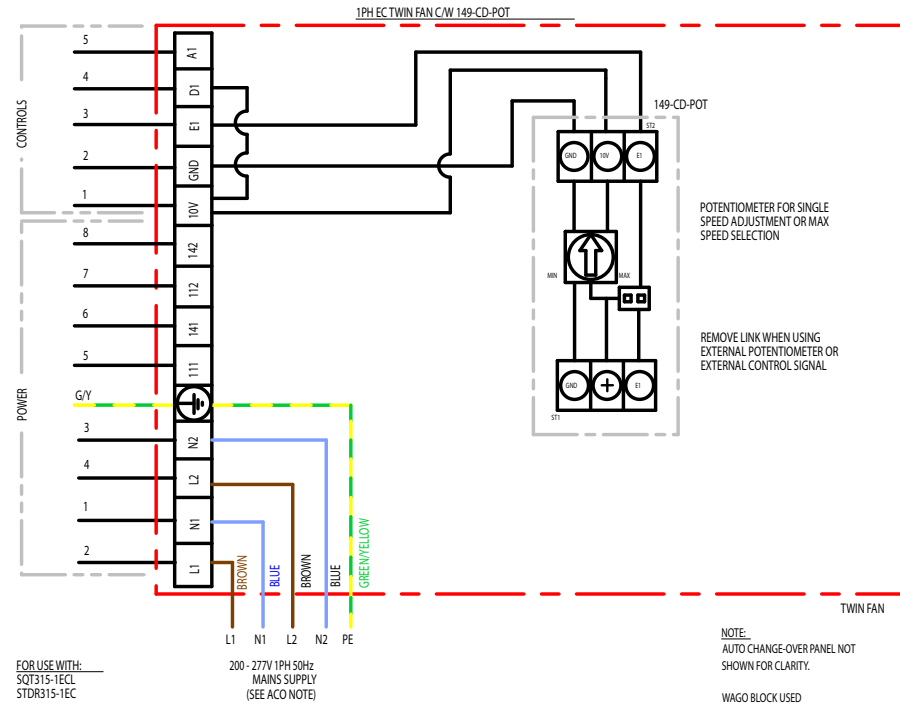 1PH EC TWIN FAN C/W 149-CD-POT
CONTROLS
5
4
3
2
1
POWER
8
7
6
5
G/Y
3
4
1
2
A1
D1
E1
GND
10V
142
112
141
111
N2
L2
N1
L1
149-CD-POT
ST2
GND
10V
E1
MIN
MAX
GND
+
E1
ST1
POTENTIOMETER FOR SINGLE
SPEED ADJUSTMENT OR MAX
SPEED SELECTION
REMOVE LINK WHEN USING
EXTERNAL POTENTIOMETER OR
EXTERNAL CONTROL SIGNAL
BROWN
BLUE
BROWN
BLUE
GREEN/YELLOW
L1
N1
L2
N2
PE
TWIN FAN
FOR USE WITH:
SQT315-1ECL
STDR315-1EC
200 - 277V 1PH 50Hz
MAINS SUPPLY
(SEE ACO NOTE)
NOTE:
AUTO CHANGE-OVER PANEL NOT
SHOWN FOR CLARITY.
WAGO BLOCK USED